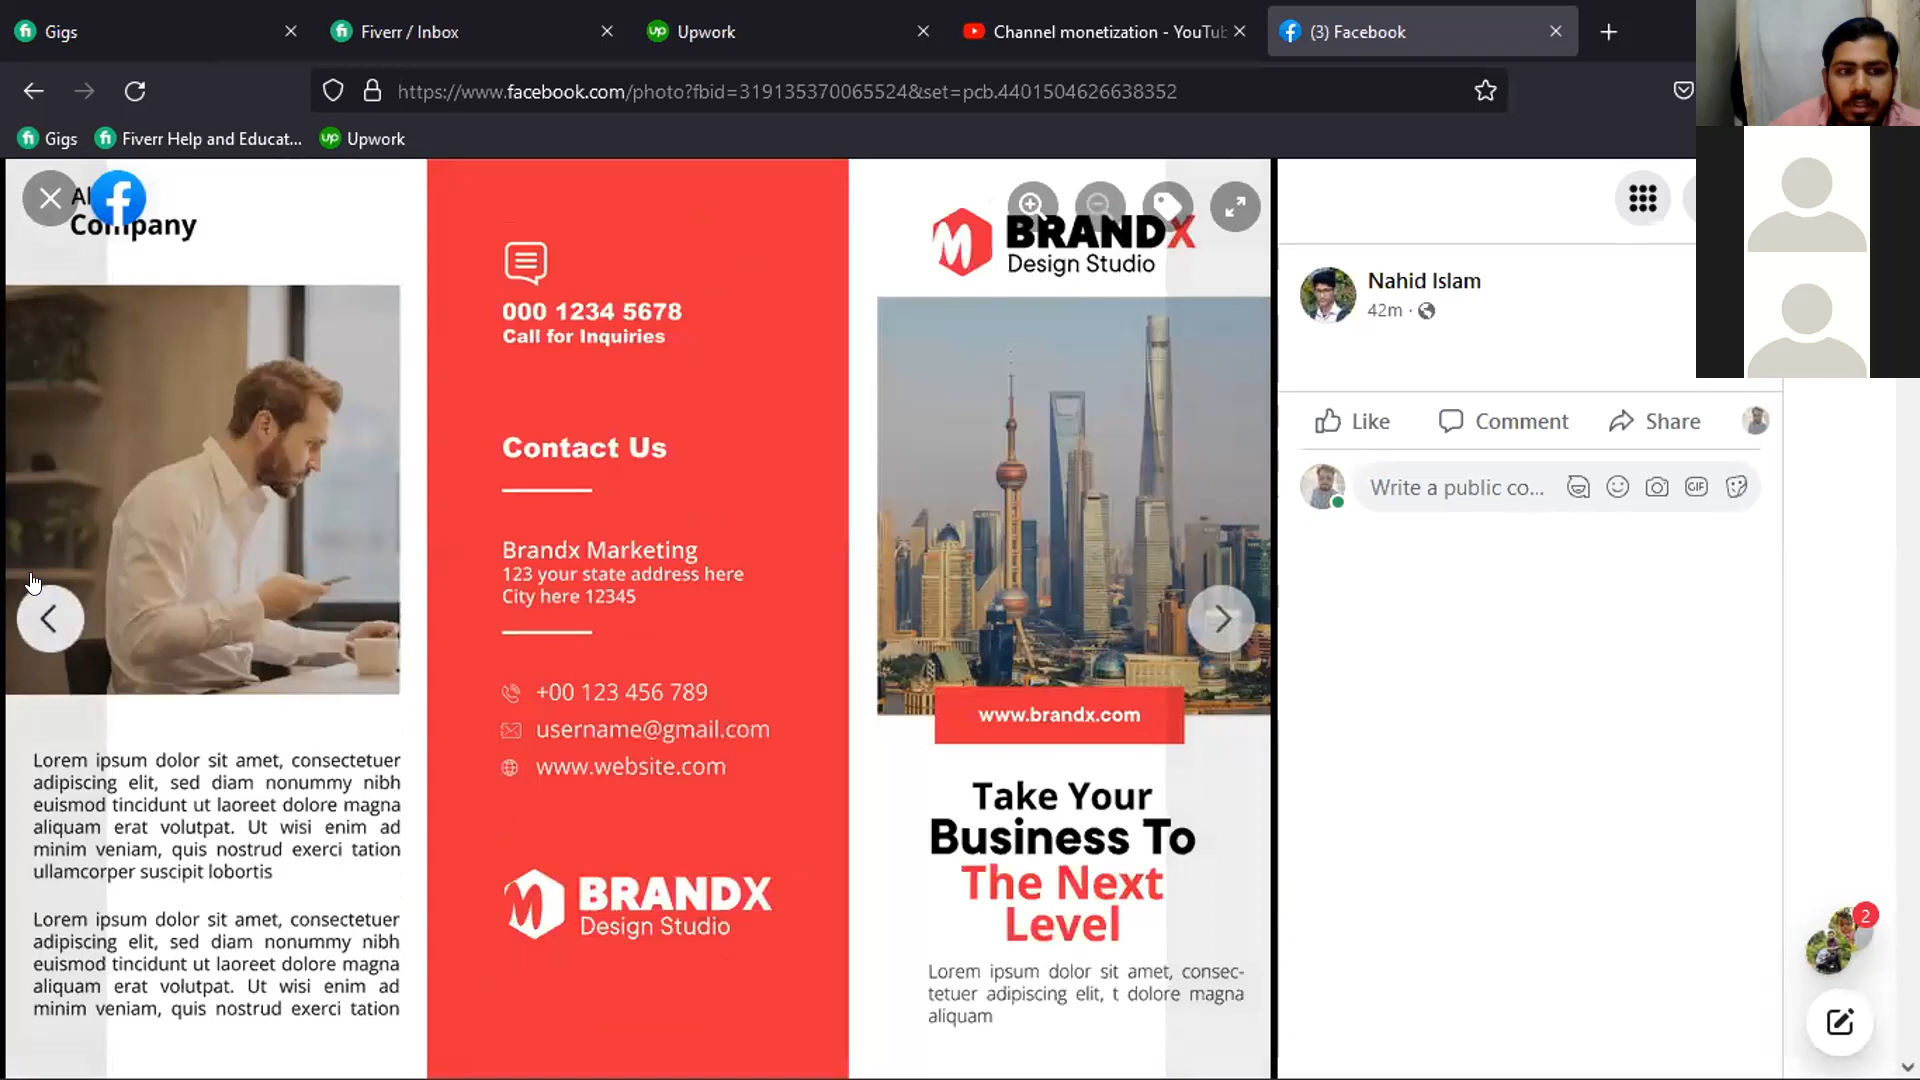 Gigs
Fiverr / Inbox
Upwork
Channel monetization - YouTu
(3) Facebook
https://www.facebook.com/photo?fbid=319135370065524&set=pcb.4401504626638352
Gigs
Fiverr Help and Educat...
Upwork
Company
000 1234 5678
Call for Inquiries
Contact Us
Brandx Marketing
123 your state address here
City here 12345
+00 123 456 789
username@gmail.com
www.website.com
BRANDX
Design Studio
BRANDX
Design Studio
www.brandx.com
Take Your
Business To
The Next
Level
Lorem ipsum dolor sit amet, consec-
tetuer adipiscing elit, t dolore magna
aliquam
Lorem ipsum dolor sit amet, consectetuer
adipiscing elit, sed diam nonummy nibh
euismod tincidunt ut laoreet dolore magna
aliquam erat volutpat. Ut wisi enim ad
minim veniam, quis nostrud exerci tation
ullamcorper suscipit lobortis
Lorem ipsum dolor sit amet, consectetuer
adipiscing elit, sed diam nonummy nibh
euismod tincidunt ut laoreet dolore magna
aliquam erat volutpat. Ut wisi enim ad
minim veniam, quis nostrud exerci tation
Nahid Islam
42m ·
Like
Comment
Share
Write a public co...
GIF
2